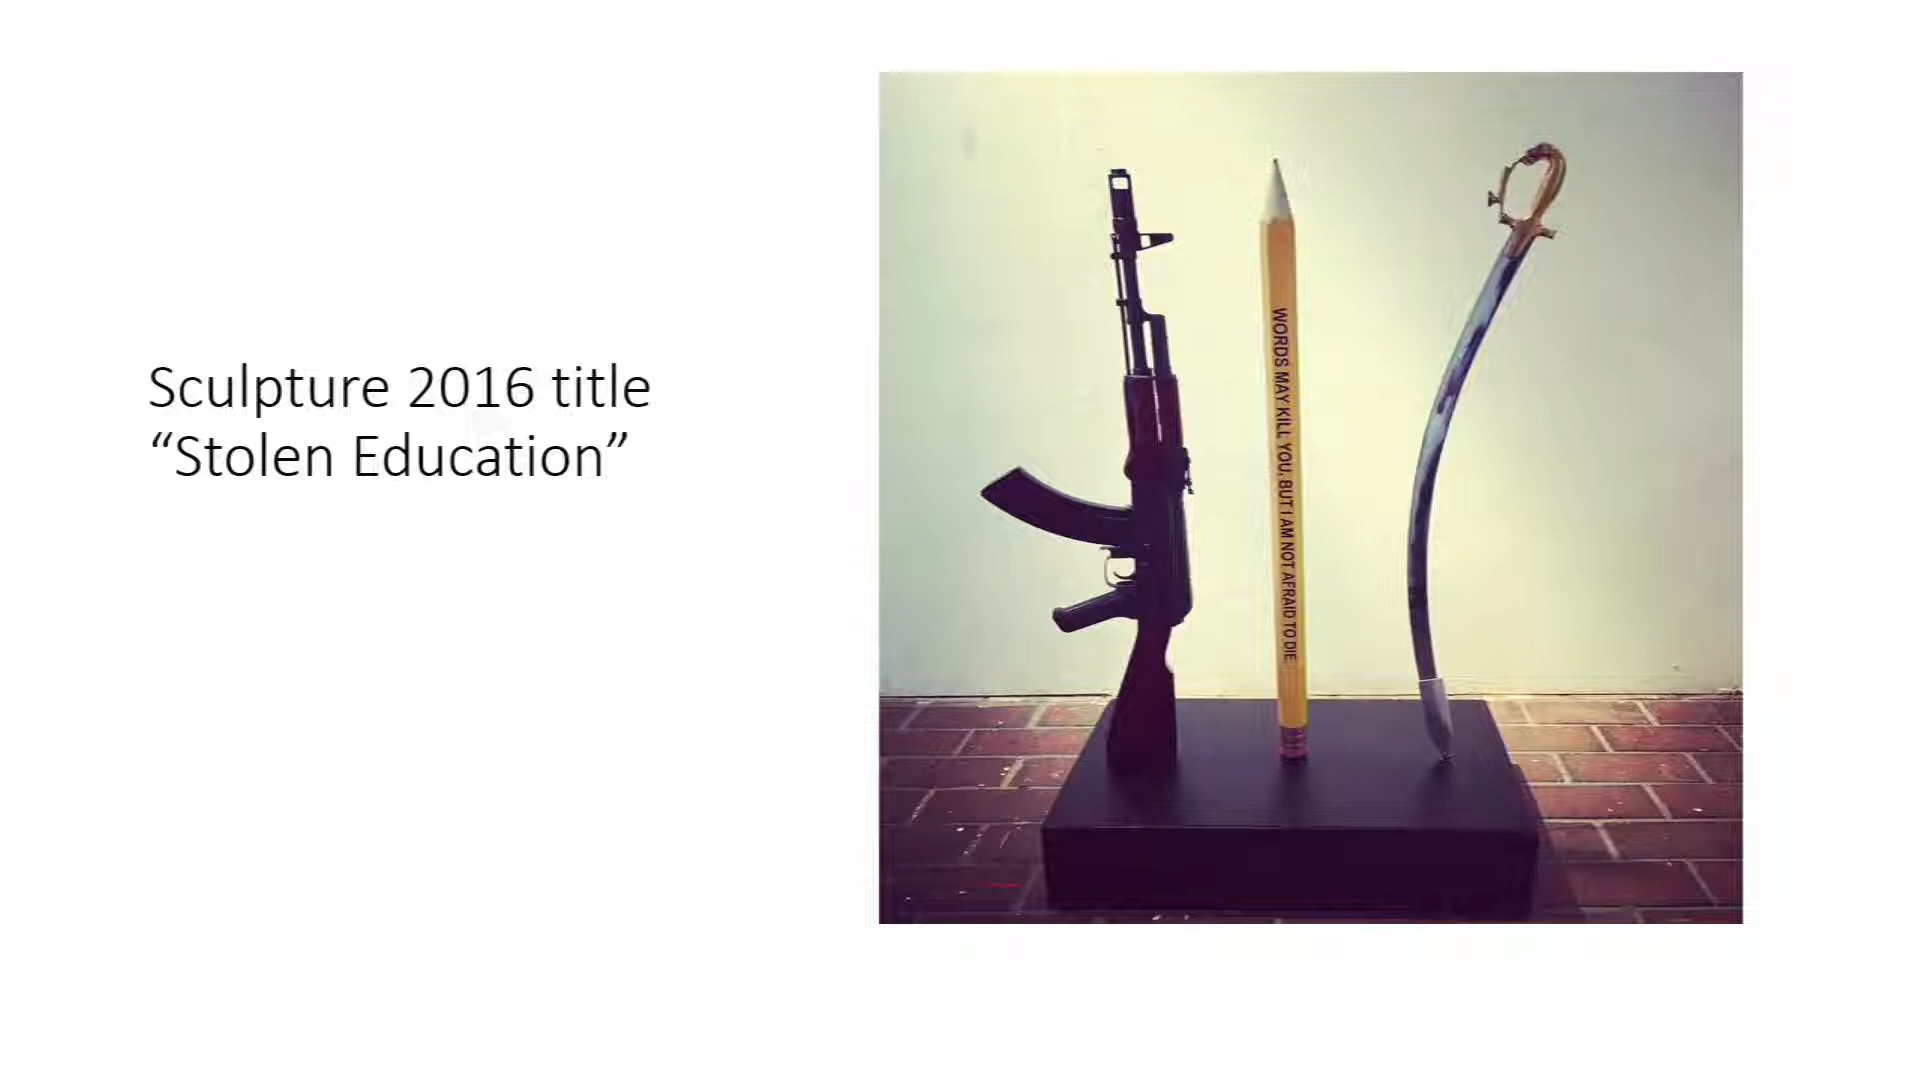 Sculpture 2016 title
“Stolen Education”
WORDS MAY KILL YOU, BUT I AM NOT AFRAID TO DIE